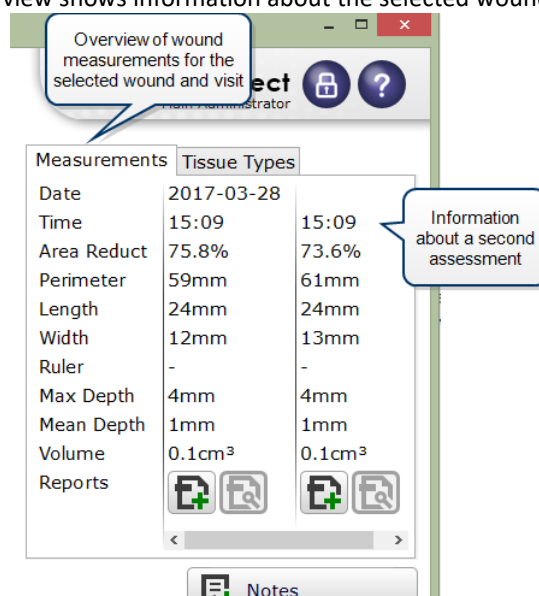 view shows information about the selected woun
Overview of wound
measurements for the
selected wound and visit
ect
Main Administrator
?
Measurements Tissue Types
Date 2017-03-28
Time 15:09 15:09
Information
about a second
assessment
Area Reduct 75.8% 73.6%
Perimeter 59mm 61mm
Length 24mm 24mm
Width 12mm 13mm
Ruler - -
Max Depth 4mm 4mm
Mean Depth 1mm 1mm
Volume 0.1cm³ 0.1cm³
Reports
Notes